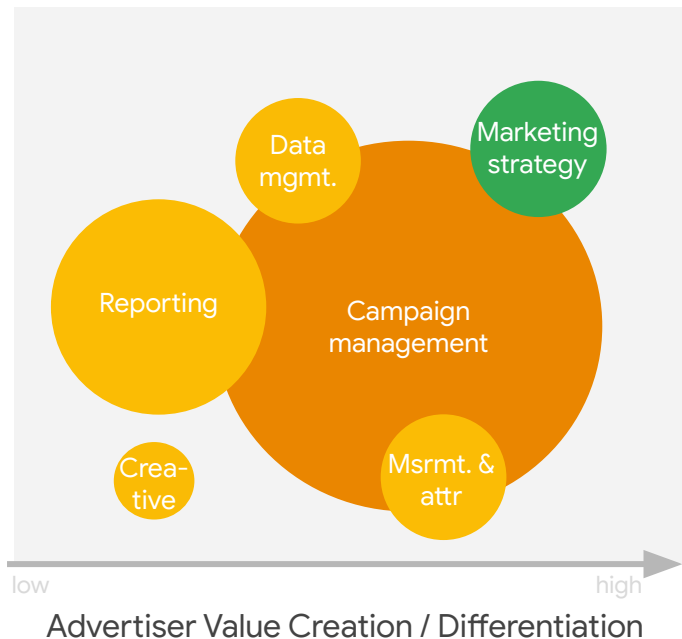 Marketing
strategy
Data
mgmt.
Reporting
Campaign
management
Crea-
tive
Msrmt. &
attr
low
high
Advertiser Value Creation / Differentiation